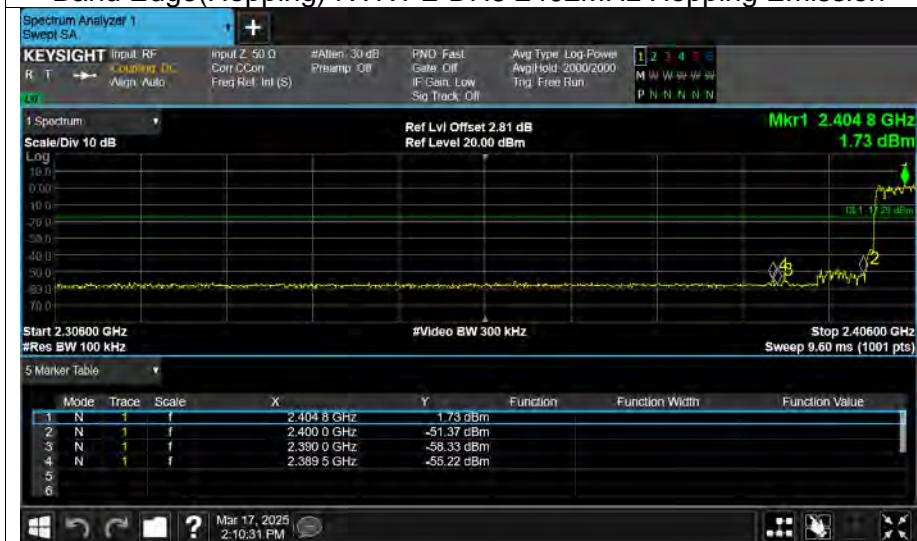 Band Edge(Hopping) NVNT 2-DH5 2402MHz Hopping Emission
Spectrum Analyzer 1
Swept SA
+
KEYSIGHT Input: RF Input Z: 50 Ω #Atten: 30 dB PNO: Fast Avg Type: Log-Power 1 2 3 4 5 6
R T Coupling: DC Corr CCorr Preamp: Off Gate: Off Avg|Hold: 2000/2000 M W W W W W
Align: Auto Freq Ref: Int (S) IF Gain: Low Trig: Free Run P N N N N N
Sig Track: Off
1 Spectrum Ref Lvl Offset 2.81 dB Mkr1 2.404 8 GHz
Scale/Div 10 dB Ref Level 20.00 dBm 1.73 dBm
Log
10.0
0.00
-10.0
DL1 -17.29 dBm
-20.0
-30.0
-40.0
-50.0
-60.0
-70.0
2
4
3
Start 2.30600 GHz #Video BW 300 kHz Stop 2.40600 GHz
#Res BW 100 kHz Sweep 9.60 ms (1001 pts)
5 Marker Table
Mode Trace Scale X Y Function Function Width Function Value
1 N 1 f 2.404 8 GHz 1.73 dBm
2 N 1 f 2.400 0 GHz -51.37 dBm
3 N 1 f 2.390 0 GHz -58.33 dBm
4 N 1 f 2.389 5 GHz -55.22 dBm
5
6
? Mar 17, 2025
2:10:31 PM